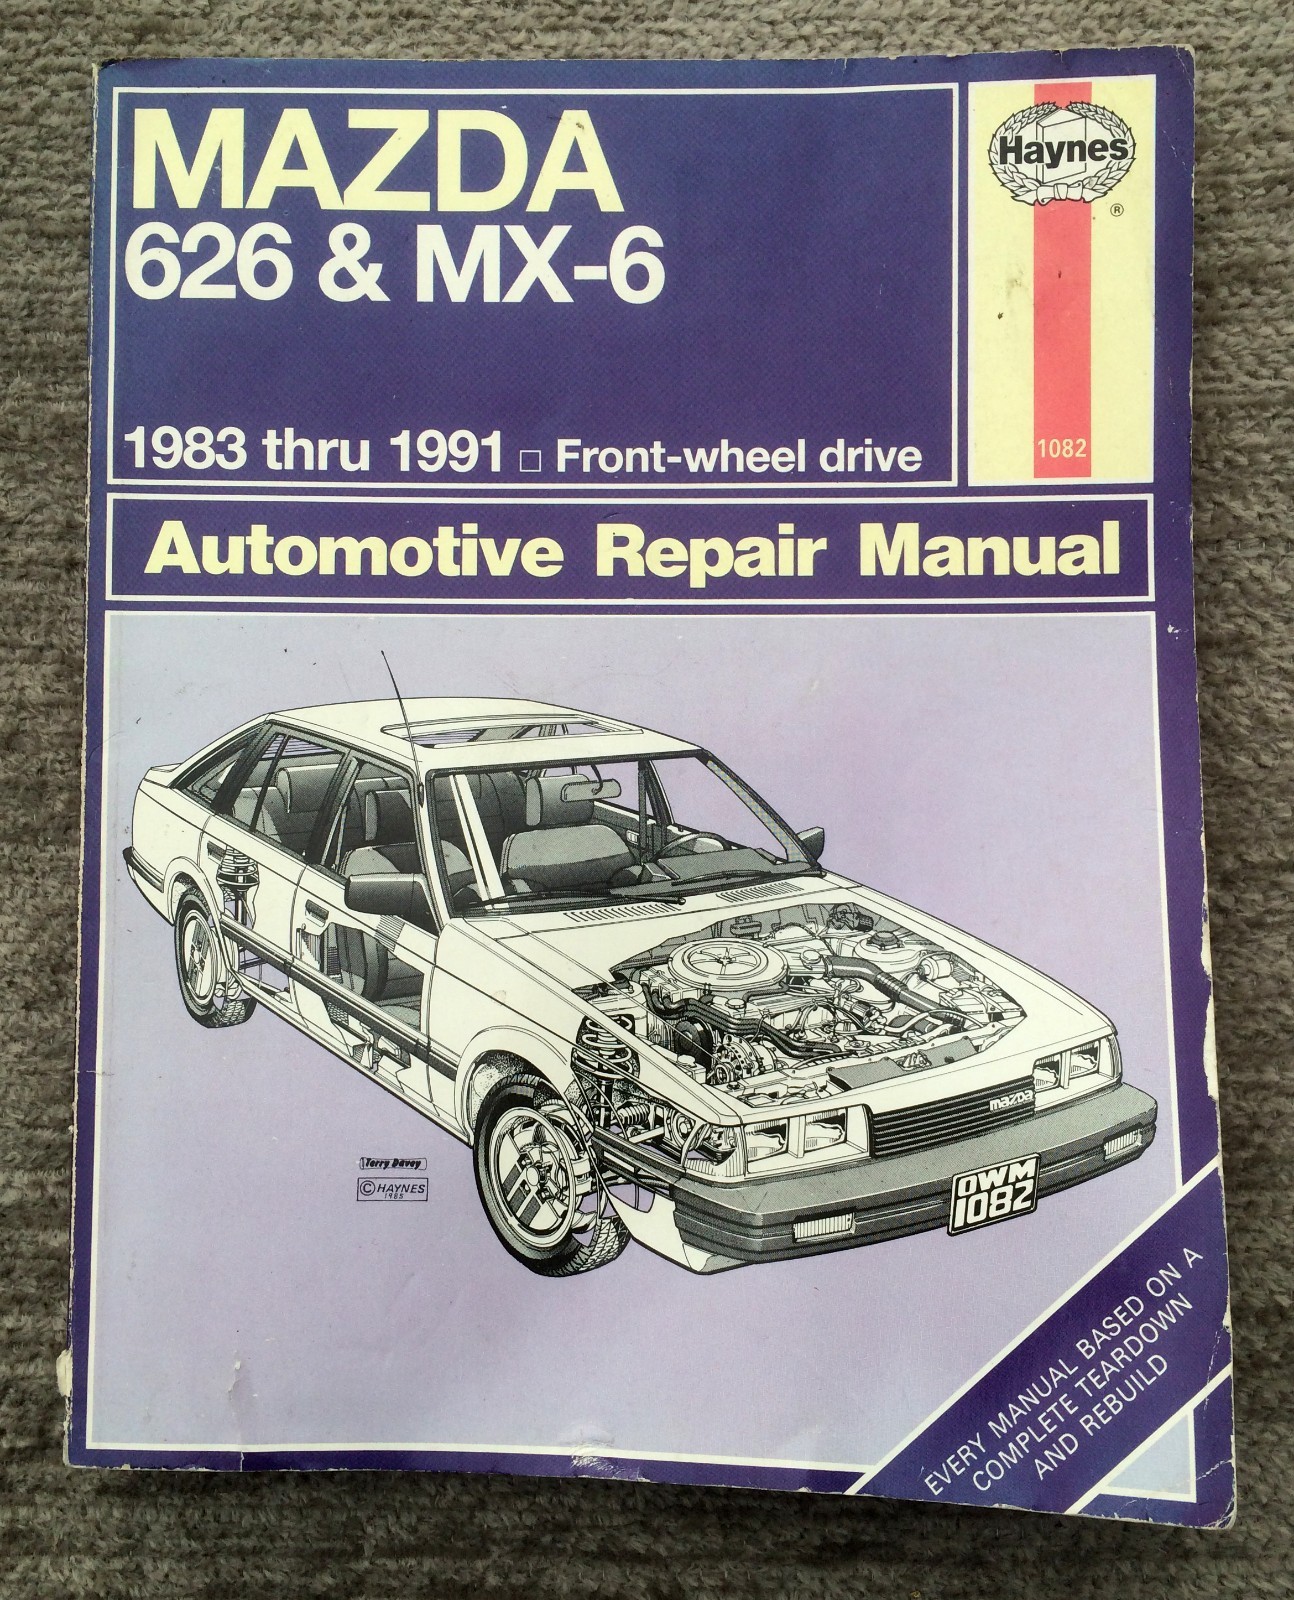 MAZDA
626 & MX-6
1983 thru 1991 □ Front-wheel drive
Haynes
®
1082
Automotive Repair Manual
mazda
OWM
1082
Terry Davey
© HAYNES
1985
EVERY MANUAL BASED ON A
COMPLETE TEARDOWN
AND REBUILD